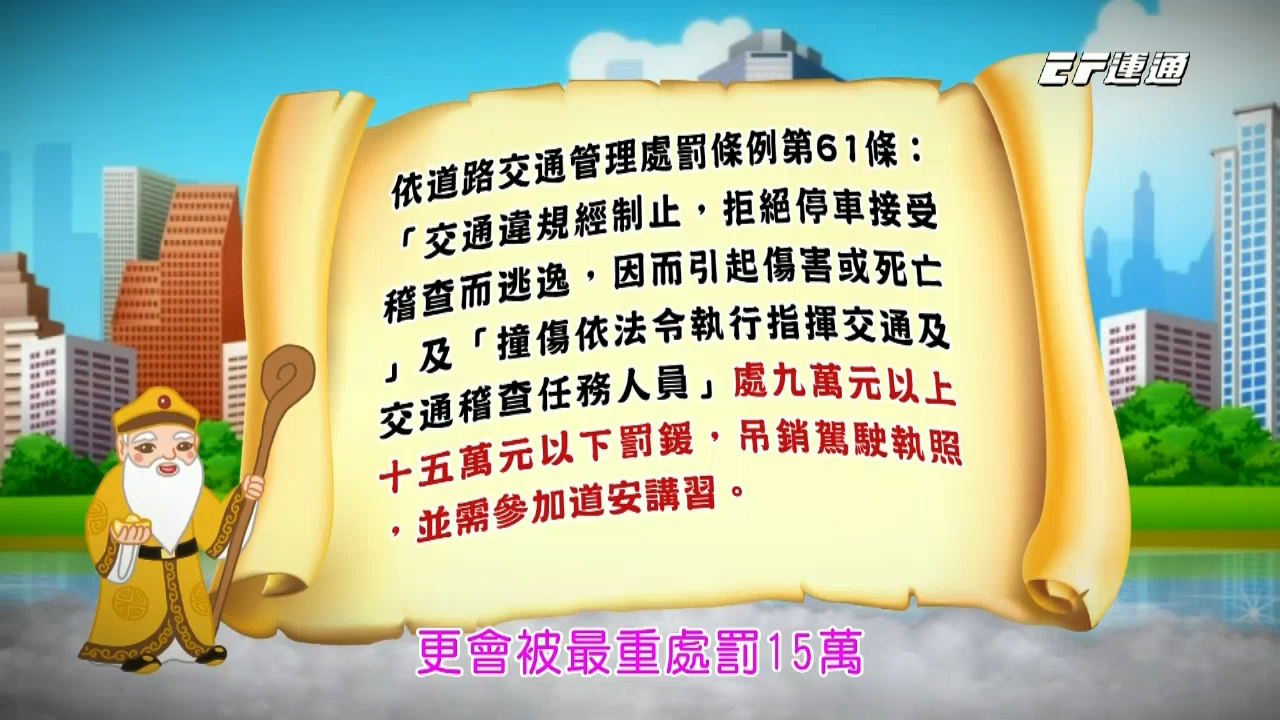 EF運通
依道路交通管理處罰條例第61條：
「交通違規經制止，拒絕停車接受
稽查而逃逸，因而引起傷害或死亡
」及「撞傷依法令執行指揮交通及
交通稽查任務人員」處九萬元以上
十五萬元以下罰鍰，吊銷駕駛執照
，並需參加道安講習。
更會被最重處罰15萬